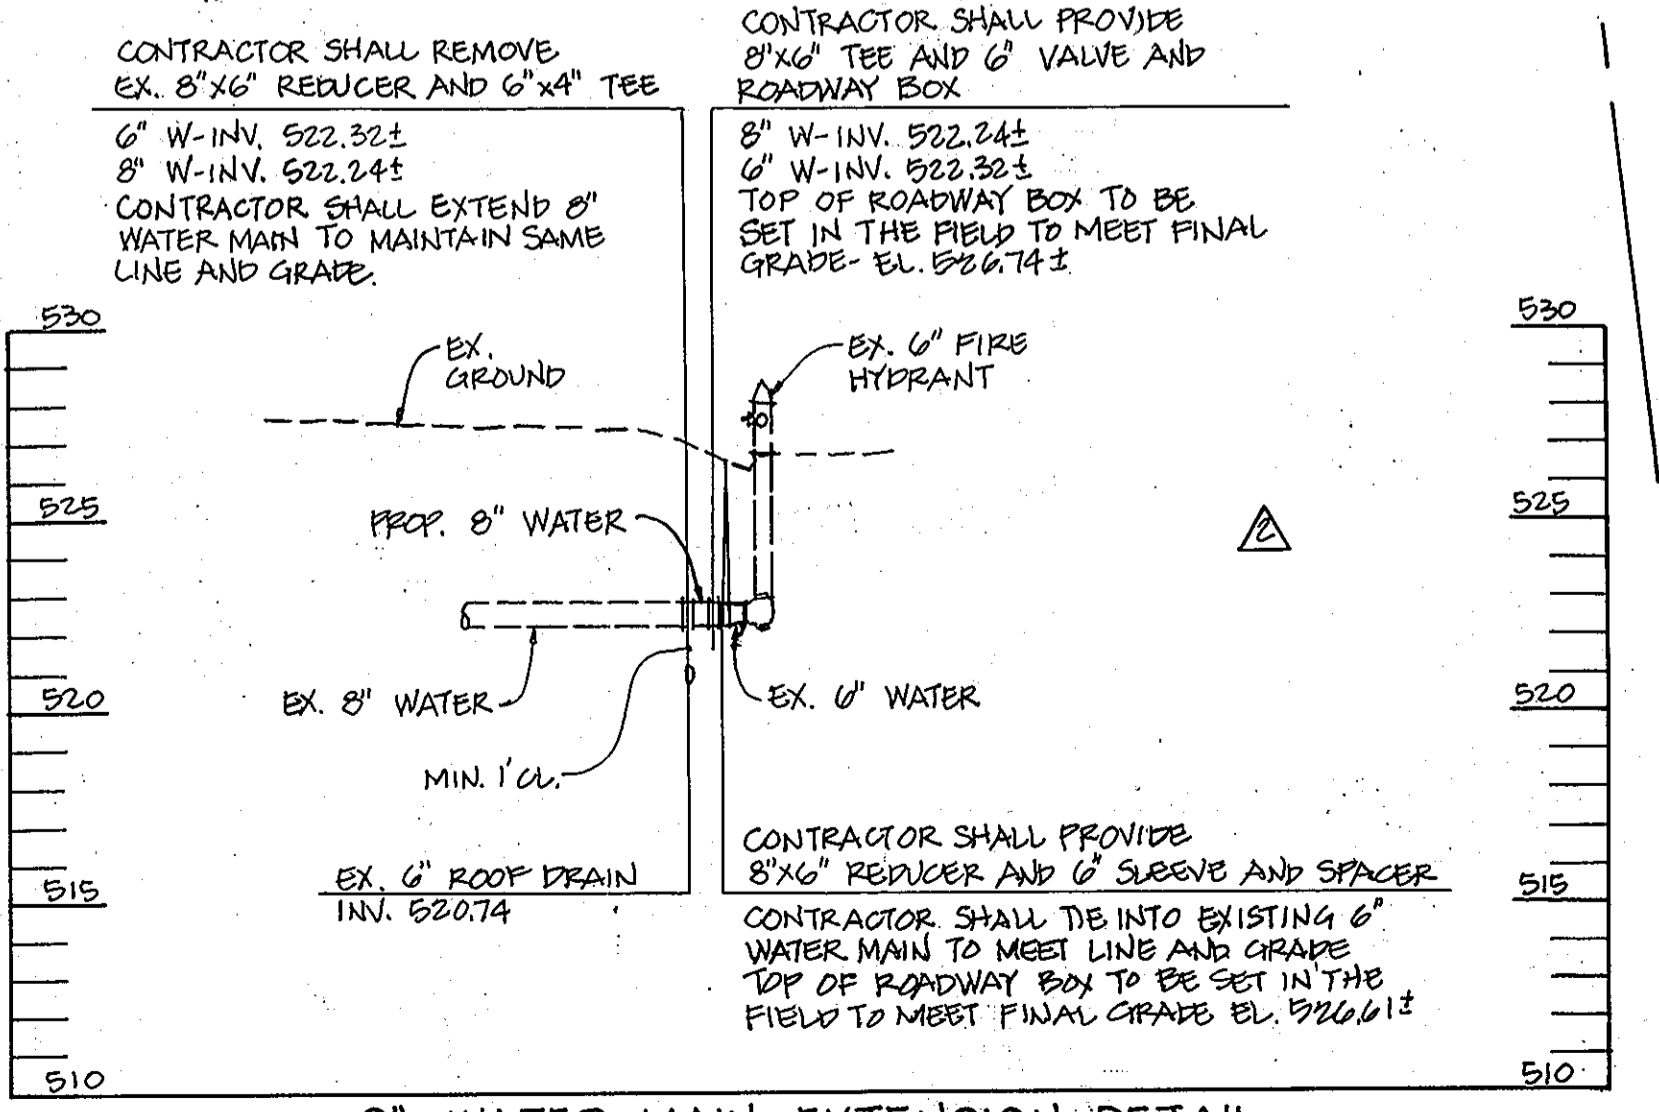 CONTRACTOR SHALL REMOVE
EX. 8"X6" REDUCER AND 6"x4" TEE
6" W-INV. 522.32±
8" W-INV. 522.24±
CONTRACTOR SHALL EXTEND 8"
WATER MAIN TO MAINTAIN SAME
LINE AND GRADE.
CONTRACTOR SHALL PROVIDE
8"X6" TEE AND 6" VALVE AND
ROADWAY BOX
8" W-INV. 522.24±
6" W-INV. 522.32±
TOP OF ROADWAY BOX TO BE
SET IN THE FIELD TO MEET FINAL
GRADE- EL. 526.74±
530
530
EX.
GROUND
EX. 6" FIRE
HYDRANT
525
525
PROP. 8" WATER
2
EX. 8" WATER
EX. 6" WATER
520
520
MIN. 1' CL.
EX. 6" ROOF DRAIN
INV. 520.74
CONTRACTOR SHALL PROVIDE
8"X6" REDUCER AND 6" SLEEVE AND SPACER
515
515
CONTRACTOR SHALL TIE INTO EXISTING 6"
WATER MAIN TO MEET LINE AND GRADE
TOP OF ROADWAY BOX TO BE SET IN THE
FIELD TO MEET FINAL GRADE EL. 526.61±
510
510
8" WATER MAIN EXTENSION DETAIL